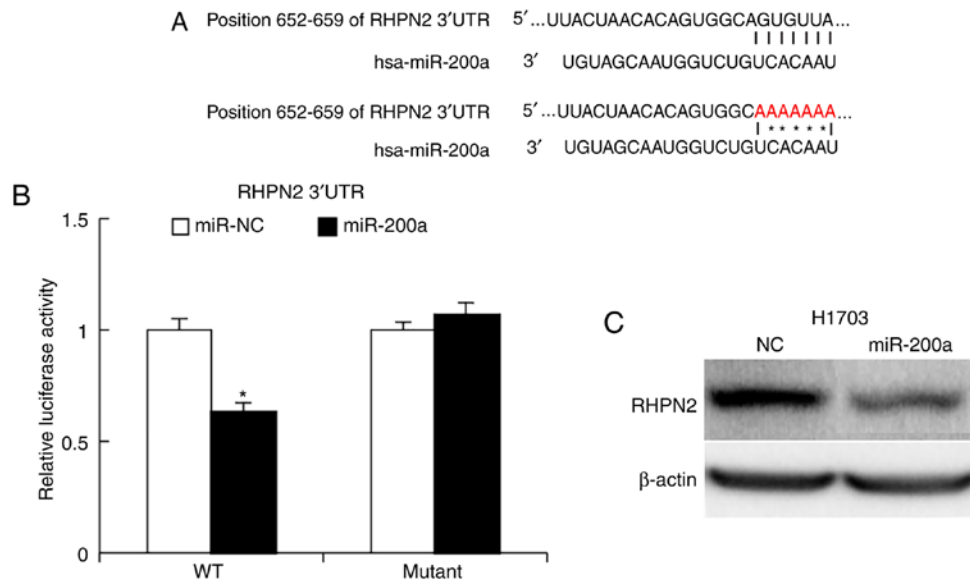 A
Position 652-659 of RHPN2 3′UTR 5′ ...UUACUAACACAGUGGCAGUGUUA...
hsa-miR-200a 3′ UGUAGCAAUGGUCUGUCACAAU
Position 652-659 of RHPN2 3′UTR 5′ ...UUACUAACACAGUGGCAAAAAAA...
* * * * *
hsa-miR-200a 3′ UGUAGCAAUGGUCUGUCACAAU
B
RHPN2 3′UTR
miR-NC miR-200a
Relative luciferase activity
1.5
1
0.5
0
*
WT Mutant
C
H1703
NC miR-200a
RHPN2
β-actin